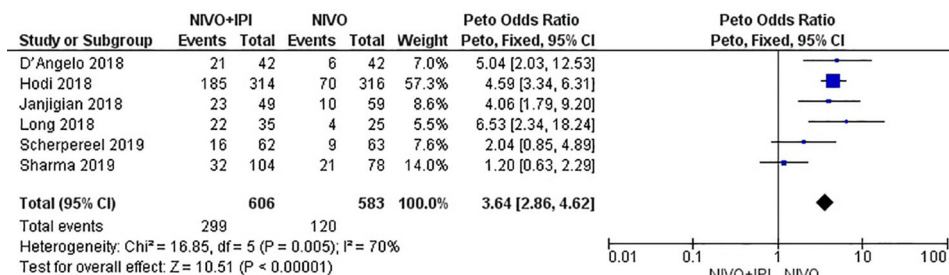 NIVO+IPI NIVO Peto Odds Ratio Peto Odds Ratio
Study or Subgroup Events Total Events Total Weight Peto, Fixed, 95% CI Peto, Fixed, 95% CI
D'Angelo 2018 21 42 6 42 7.0% 5.04 [2.03, 12.53]
Hodi 2018 185 314 70 316 57.3% 4.59 [3.34, 6.31]
Janjigian 2018 23 49 10 59 8.6% 4.06 [1.79, 9.20]
Long 2018 22 35 4 25 5.5% 6.53 [2.34, 18.24]
Scherpereel 2019 16 62 9 63 7.6% 2.04 [0.85, 4.89]
Sharma 2019 32 104 21 78 14.0% 1.20 [0.63, 2.29]
Total (95% CI) 606 583 100.0% 3.64 [2.86, 4.62]
Total events 299 120
Heterogeneity: Chi² = 16.85, df = 5 (P = 0.005); I² = 70%
Test for overall effect: Z = 10.51 (P < 0.00001)
0.01 0.1 1 10 100
NIVO+IPI NIVO